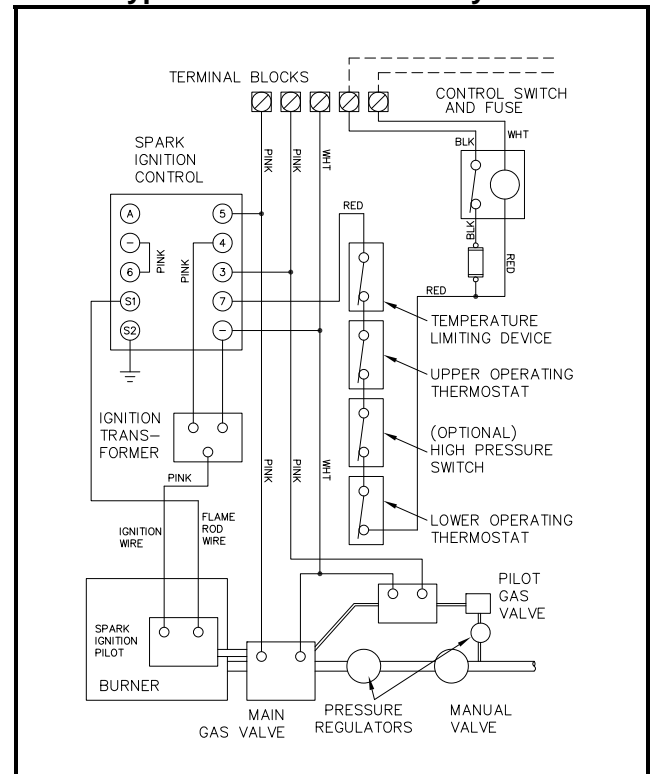 TERMINAL BLOCKS
CONTROL SWITCH
AND FUSE
WHT
BLK
SPARK
IGNITION
CONTROL
PINK
PINK
WHT
RED
BLK
RED
RED
A
5
–
4
PINK
PINK
6
3
S1
7
S2
–
TEMPERATURE
LIMITING DEVICE
UPPER OPERATING
THERMOSTAT
(OPTIONAL)
HIGH PRESSURE
SWITCH
LOWER OPERATING
THERMOSTAT
IGNITION
TRANS–
FORMER
PINK
PINK
PINK
WHT
IGNITION
WIRE
FLAME
ROD
WIRE
PILOT
GAS
VALVE
SPARK
IGNITION
PILOT
BURNER
MAIN
GAS VALVE
PRESSURE
REGULATORS
MANUAL
VALVE